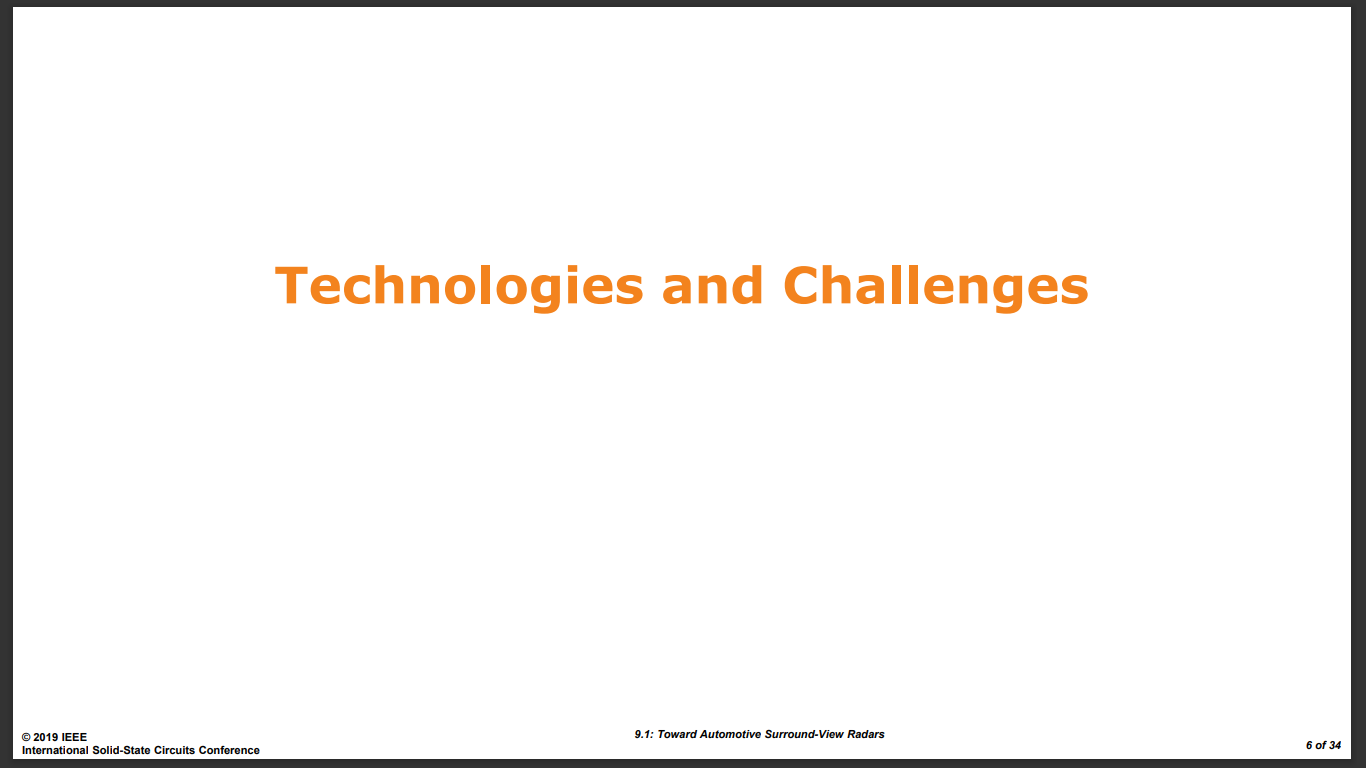 Technologies and Challenges
© 2019 IEEE
International Solid-State Circuits Conference
9.1: Toward Automotive Surround-View Radars
6 of 34